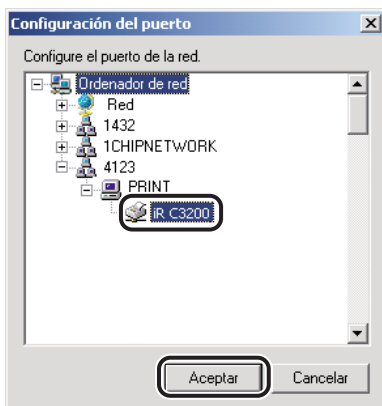 Configuración del puerto
Configure el puerto de la red.
Ordenador de red
Red
1432
1CHIPNETWORK
4123
PRINT
iR C3200
Aceptar Cancelar